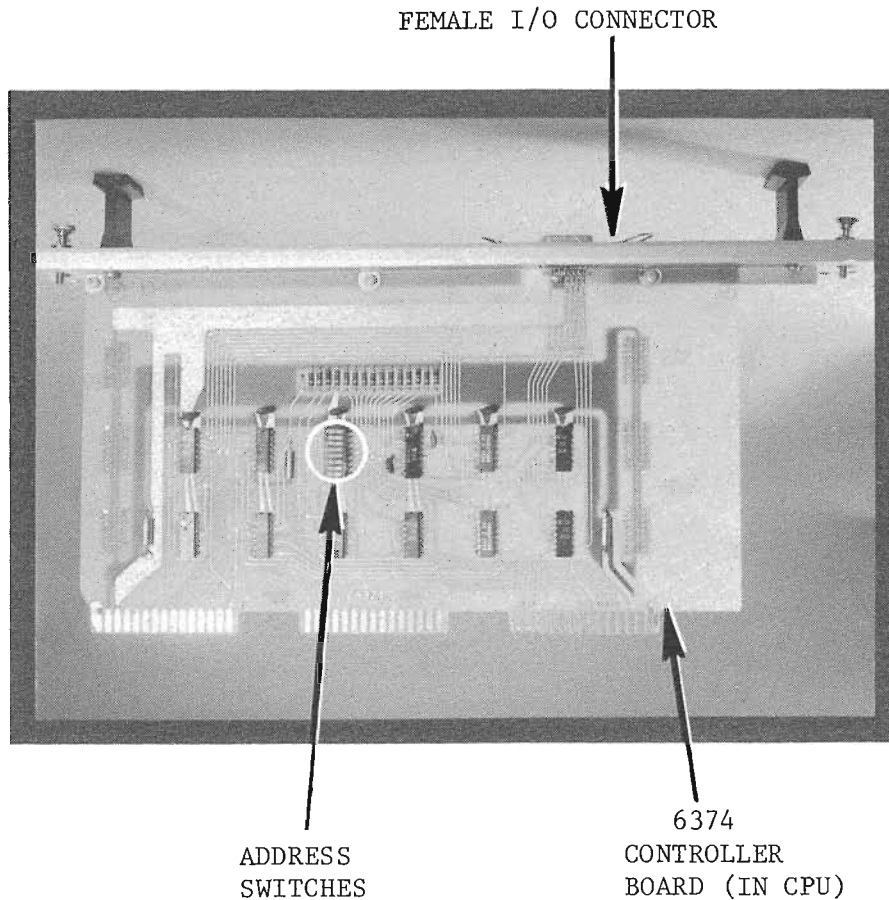 FEMALE I/O CONNECTOR
ADDRESS
SWITCHES
6374
CONTROLLER
BOARD (IN CPU)